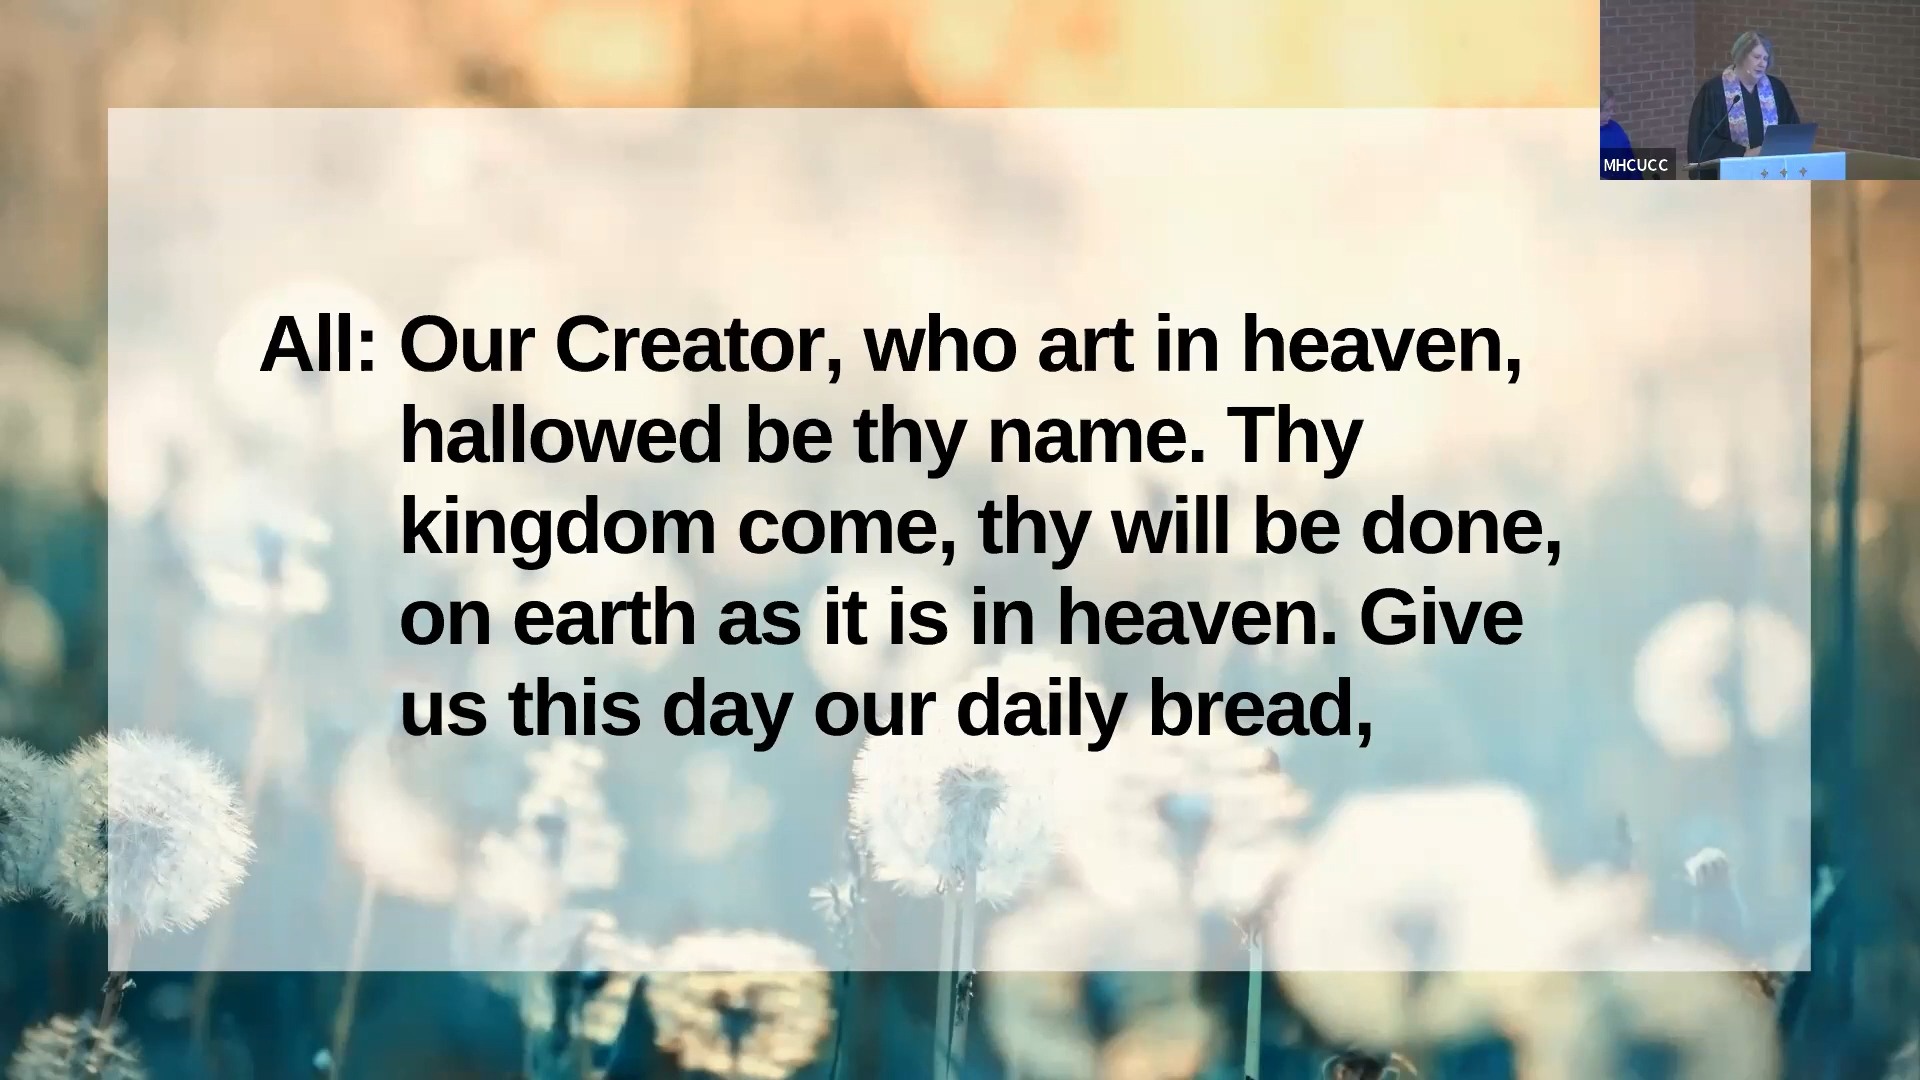 MHCUCC
All: Our Creator, who art in heaven,
hallowed be thy name. Thy
kingdom come, thy will be done,
on earth as it is in heaven. Give
us this day our daily bread,